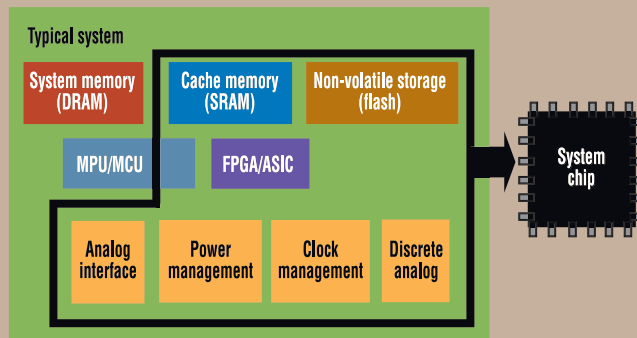 Typical system
System memory
(DRAM)
Cache memory
(SRAM)
Non-volatile storage
(flash)
MPU/MCU
FPGA/ASIC
System
chip
Analog
interface
Power
management
Clock
management
Discrete
analog